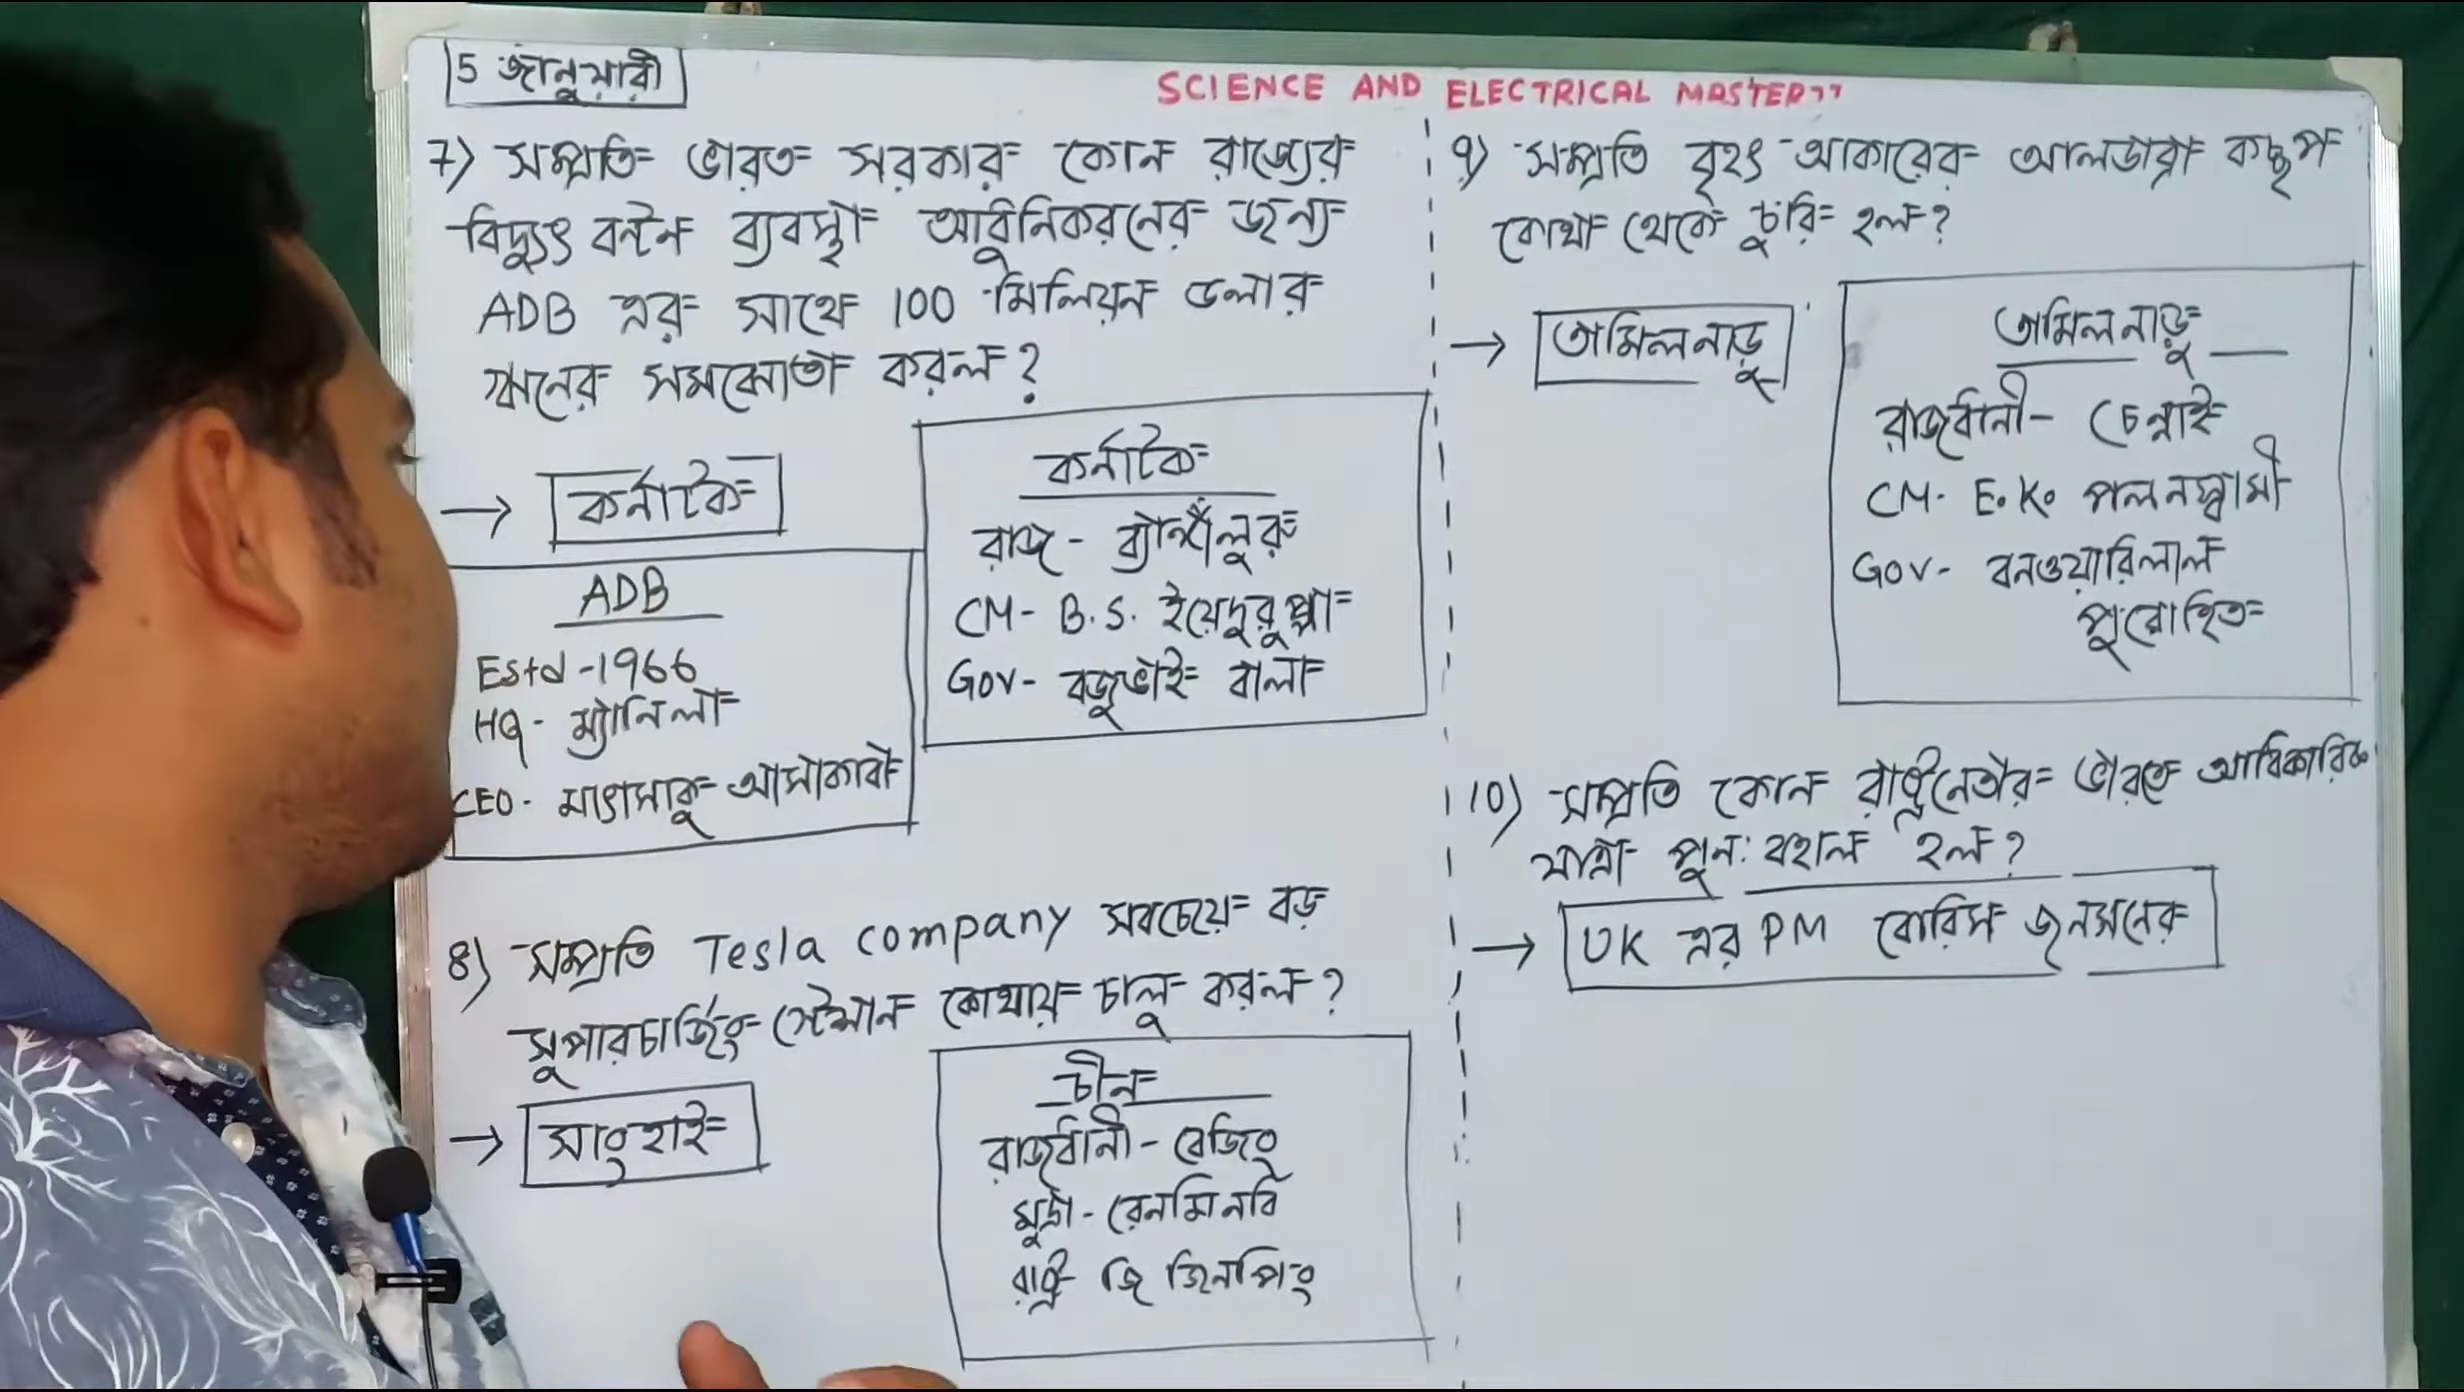 5 জানুয়ারী
SCIENCE AND ELECTRICAL MASTER""
7) সম্প্রতি ভারত সরকার কোন রাজ্যের
বিদ্যুৎ বন্টন ব্যবস্থা আধুনিকরনের জন্য
ADB এর সাথে 100 মিলিয়ন ডলার
ঋনের সমঝোতা করল?
→ কর্নাটক
কর্নাটক
রাজ - ব্যাঙ্গালুরু
CM- B.S. ইয়েদুরুপ্পা
Gov- বজুভাই বালা
ADB
Estd -1966
HQ - ম্যানিলা
CEO - মাৎসাকু আসাকাবা
8) সম্প্রতি Tesla company সবচেয়ে বড়
সুপারচার্জিং স্টেশান কোথায় চালু করল?
→ সাংহাই
চীন
রাজধানী - বেজিং
মুদ্রা - রেনমিনবি
রাষ্ট্র জি জিনপিং
9) সম্প্রতি বৃহৎ আকারের আলডাব্রা কচ্ছপ
কোথা থেকে চুরি হল?
→ তামিলনাড়ু
তামিলনাড়ু
রাজধানী - চেন্নাই
CM- E.K. পলনস্বামী
Gov- বনওয়ারিলাল
পুরোহিত
10) সম্প্রতি কোন রাষ্ট্রনেতার ভারতে আধিকারিক
যাত্রা পুন: বহাল হল?
→ UK এর PM বোরিস জনসনের